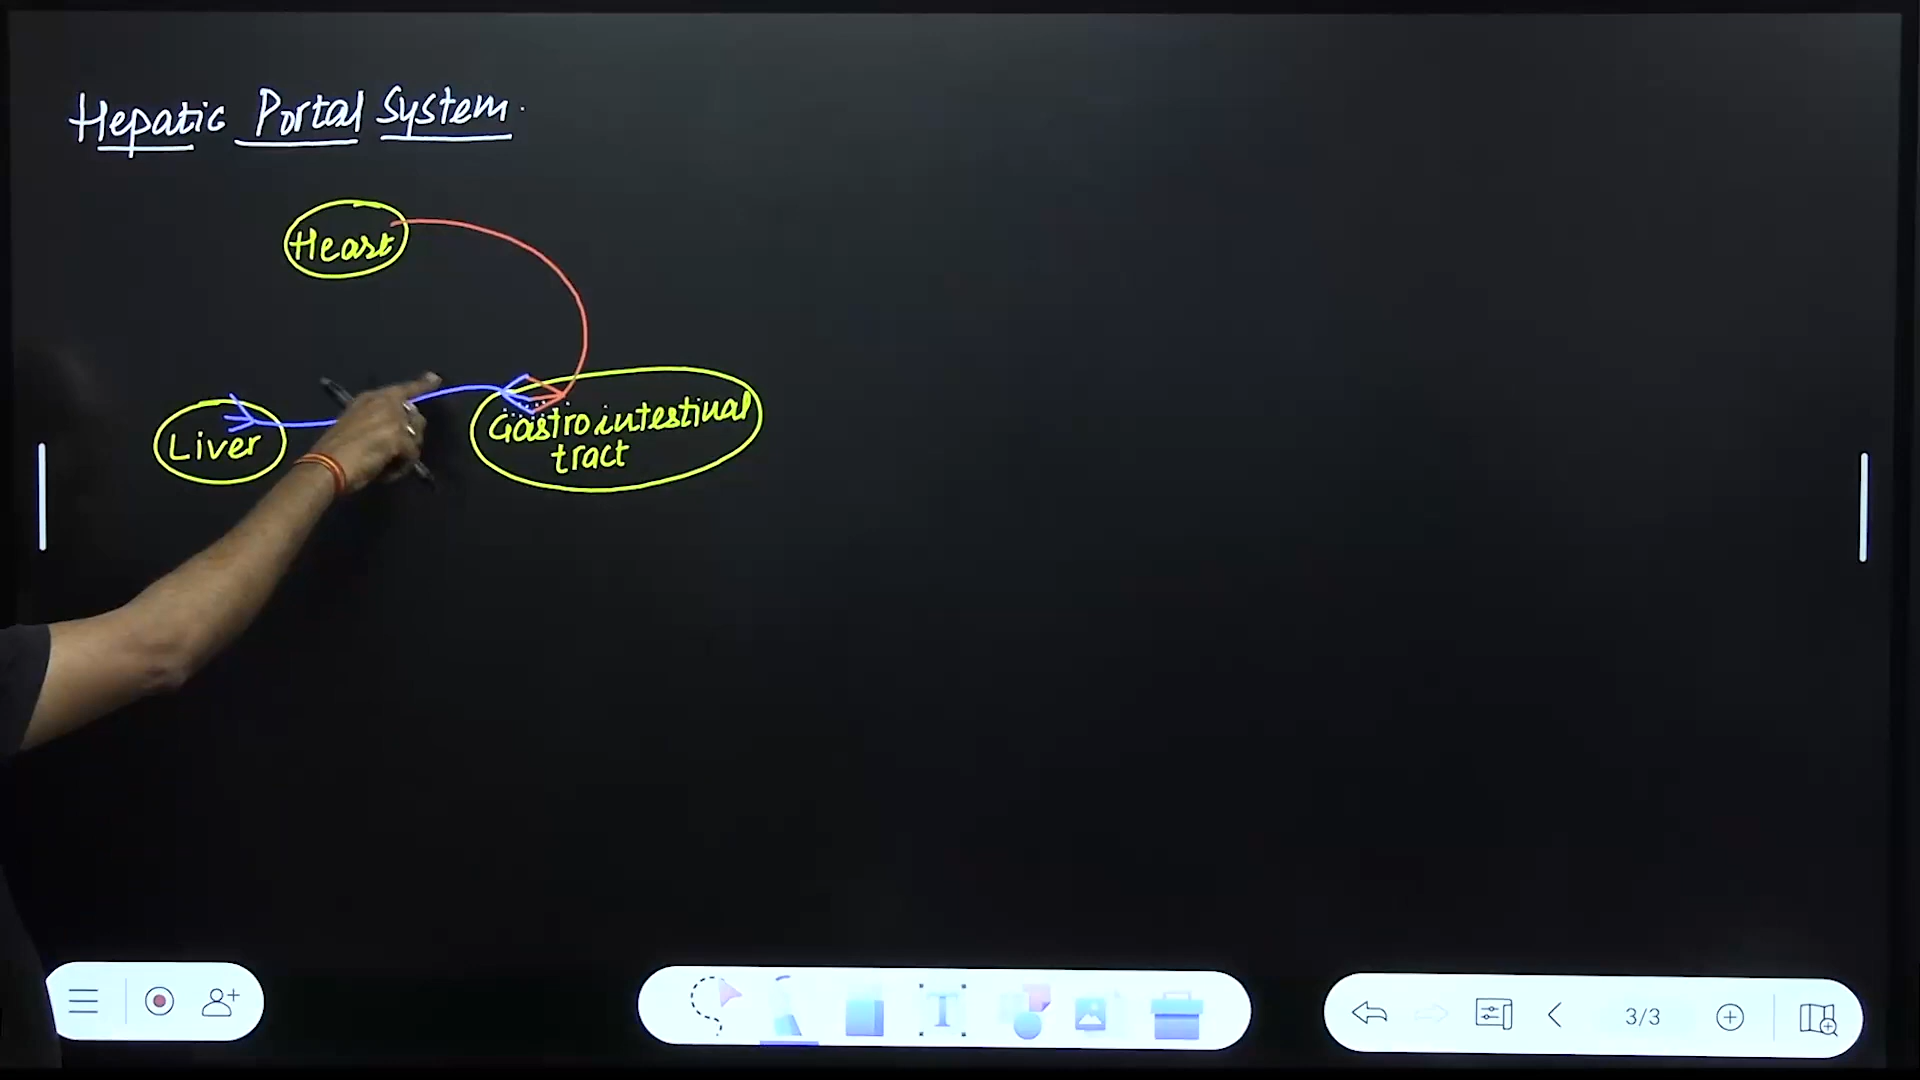 Hepatic Portal System.
Heart
Liver
Gastrointestinal
tract
T
3/3